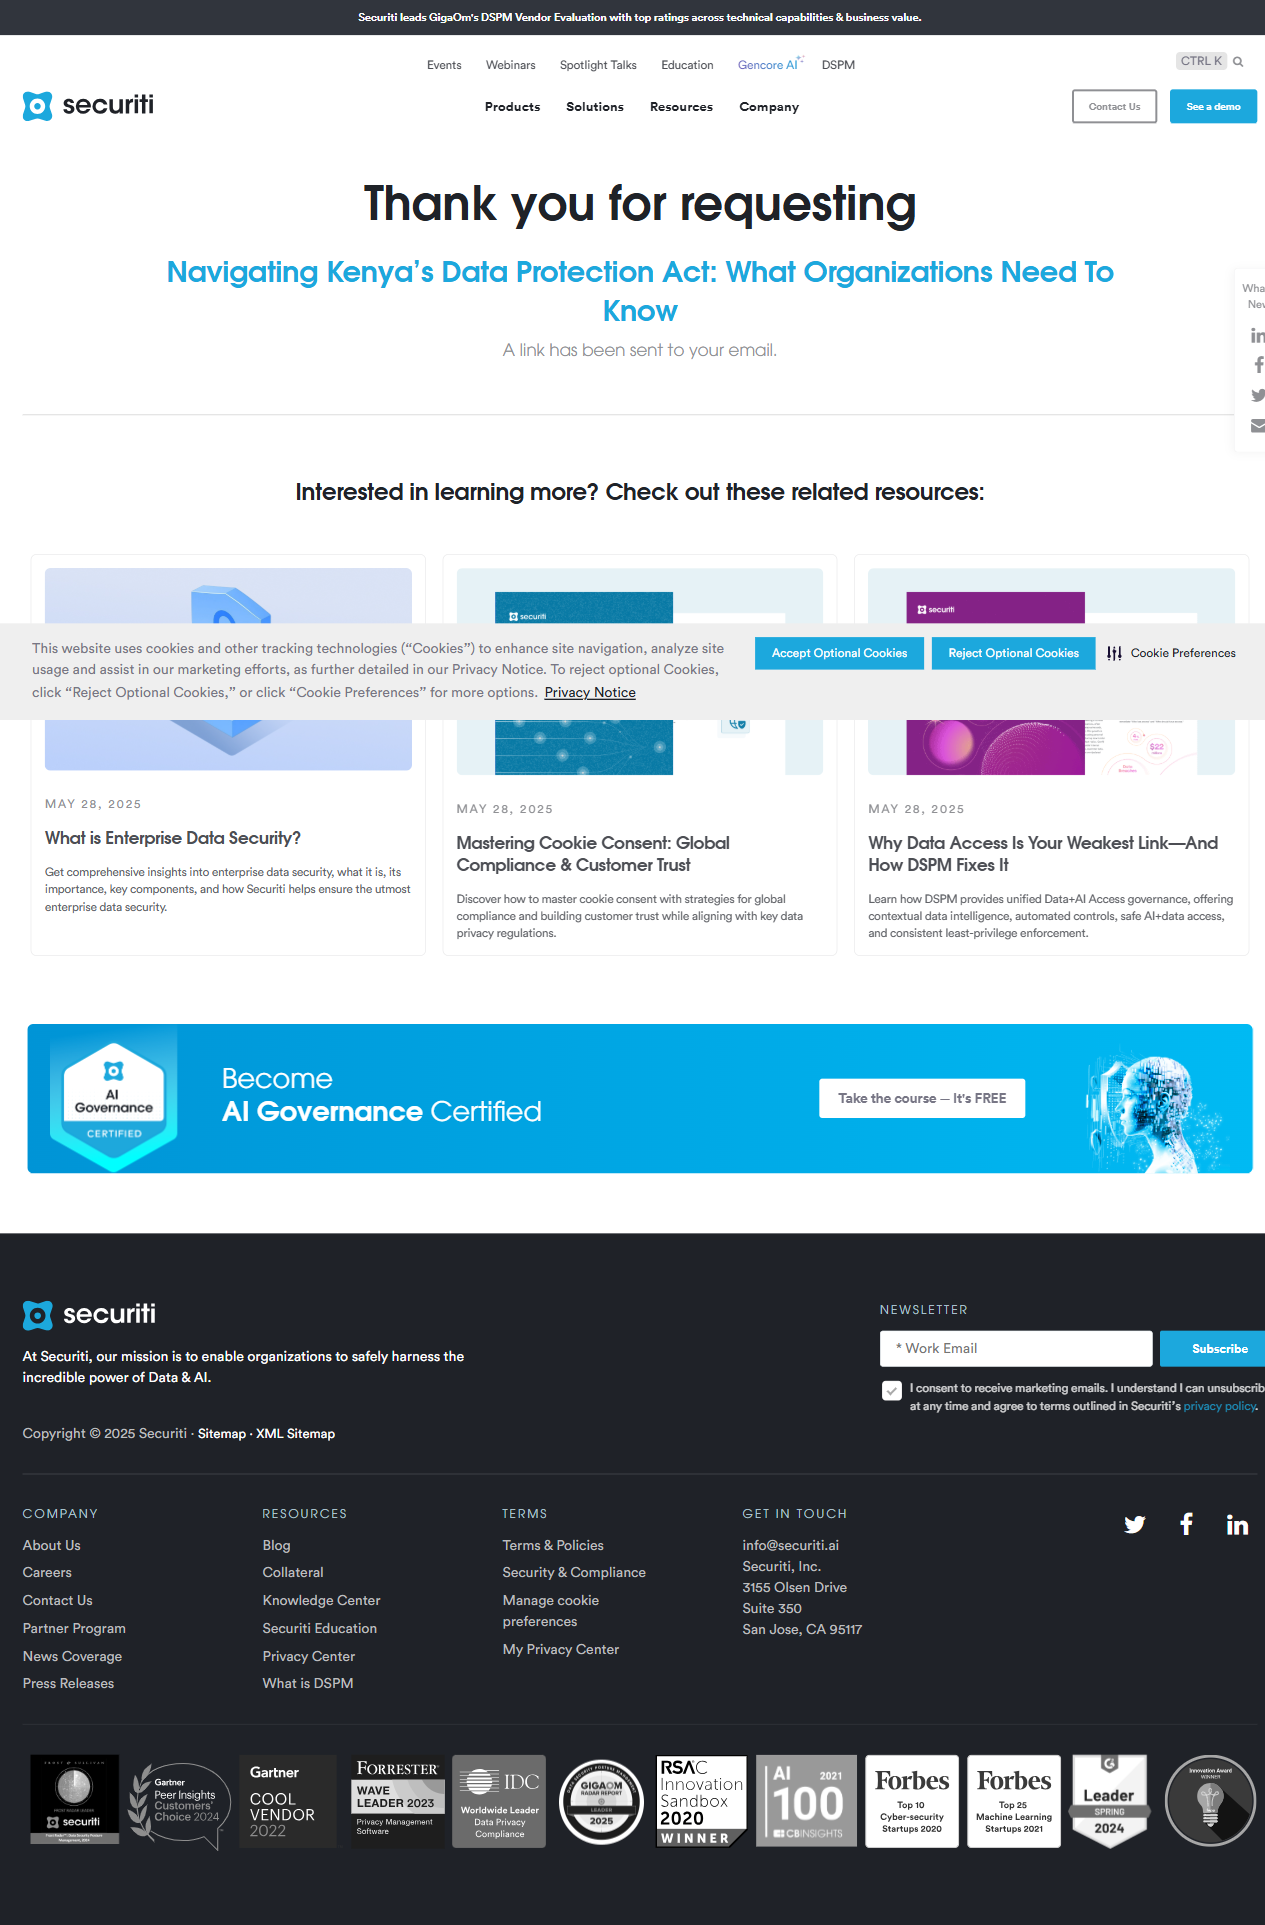 Securiti leads GigaOm's DSPM Vendor Evaluation with top ratings across technical capabilities & business value.
Events Webinars Spotlight Talks Education Gencore AI DSPM
CTRL K
securiti
Products Solutions Resources Company
Contact Us
See a demo
Thank you for requesting
Navigating Kenya’s Data Protection Act: What Organizations Need To
Know
A link has been sent to your email.
Interested in learning more? Check out these related resources:
securiti
securiti
This website uses cookies and other tracking technologies (“Cookies”) to enhance site navigation, analyze site
usage and assist in our marketing efforts, as further detailed in our Privacy Notice. To reject optional Cookies,
click “Reject Optional Cookies,” or click “Cookie Preferences” for more options. Privacy Notice
Accept Optional Cookies
Reject Optional Cookies
Cookie Preferences
$22
MAY 28, 2025
What is Enterprise Data Security?
Get comprehensive insights into enterprise data security, what it is, its
importance, key components, and how Securiti helps ensure the utmost
enterprise data security.
MAY 28, 2025
Mastering Cookie Consent: Global
Compliance & Customer Trust
Discover how to master cookie consent with strategies for global
compliance and building customer trust while aligning with key data
privacy regulations.
MAY 28, 2025
Why Data Access Is Your Weakest Link—And
How DSPM Fixes It
Learn how DSPM provides unified Data+AI Access governance, offering
contextual data intelligence, automated controls, safe AI+data access,
and consistent least-privilege enforcement.
AI
Governance
CERTIFIED
Become
AI Governance Certified
Take the course — It's FREE
securiti
At Securiti, our mission is to enable organizations to safely harness the
incredible power of Data & AI.
Copyright © 2025 Securiti · Sitemap · XML Sitemap
NEWSLETTER
* Work Email
Subscribe
I consent to receive marketing emails. I understand I can unsubscrib
at any time and agree to terms outlined in Securiti’s privacy policy.
COMPANY
About Us
Careers
Contact Us
Partner Program
News Coverage
Press Releases
RESOURCES
Blog
Collateral
Knowledge Center
Securiti Education
Privacy Center
What is DSPM
TERMS
Terms & Policies
Security & Compliance
Manage cookie
preferences
My Privacy Center
GET IN TOUCH
info@securiti.ai
Securiti, Inc.
3155 Olsen Drive
Suite 350
San Jose, CA 95117
securiti
Gartner
Peer Insights
Customers'
Choice 2024
Gartner
COOL
VENDOR
2022
FORRESTER
WAVE
LEADER 2023
Privacy Management
Software
IDC
Worldwide Leader
Data Privacy
Compliance
GIGAOM
RADAR REPORT
LEADER
2025
RSAC
Innovation
Sandbox
2020
WINNER
AI 2021
100
CBINSIGHTS
Forbes
Top 10
Cyber-security
Startups 2020
Forbes
Top 25
Machine Learning
Startups 2021
Leader
SPRING
2024
Innovation Award
WINNER